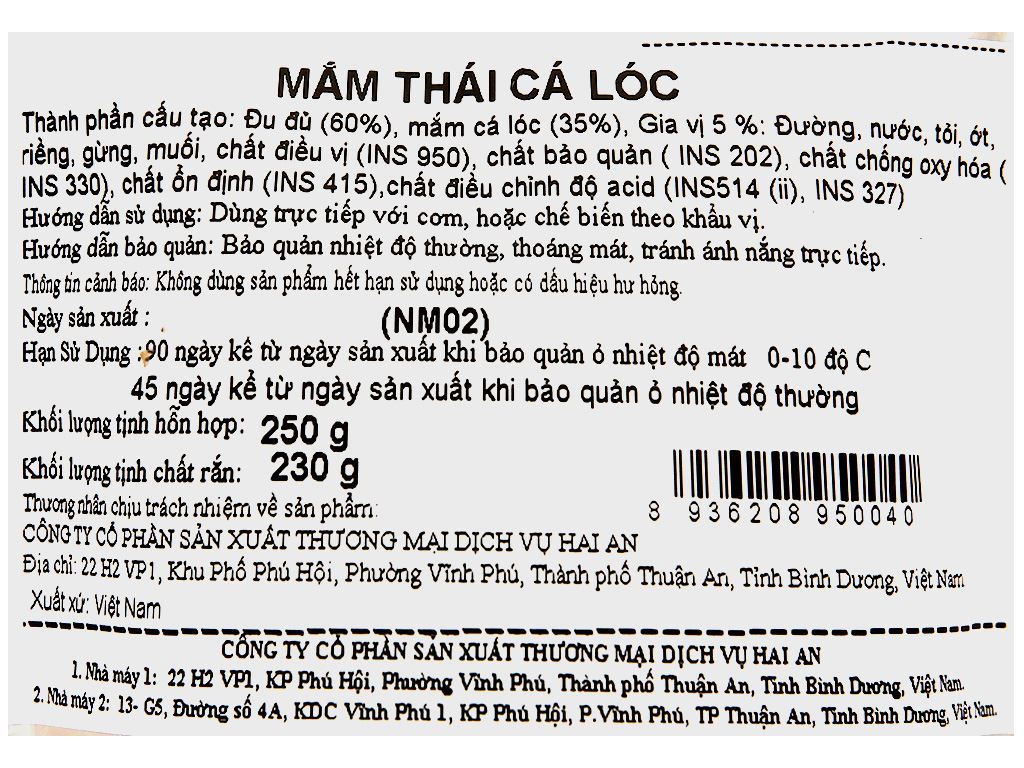 MẮM THÁI CÁ LÓC
Thành phần cấu tạo: Đu đủ (60%), mắm cá lóc (35%), Gia vị 5 %: Đường, nước, tỏi, ớt,
riềng, gừng, muối, chất điều vị (INS 950), chất bảo quản ( INS 202), chất chống oxy hóa (
INS 330), chất ổn định (INS 415),chất điều chỉnh độ acid (INS514 (ii), INS 327)
Hướng dẫn sử dụng: Dùng trực tiếp với cơm, hoặc chế biến theo khẩu vị.
Hướng dẫn bảo quản: Bảo quản nhiệt độ thường, thoáng mát, tránh ánh nắng trực tiếp.
Thông tin cảnh báo: Không dùng sản phẩm hết hạn sử dụng hoặc có dấu hiệu hư hỏng.
Ngày sản xuất : (NM02)
Hạn Sử Dụng :90 ngày kể từ ngày sản xuất khi bảo quản ở nhiệt độ mát 0-10 độ C
45 ngày kể từ ngày sản xuất khi bảo quản ở nhiệt độ thường
Khối lượng tịnh hỗn hợp: 250 g
Khối lượng tịnh chất rắn: 230 g
Thương nhân chịu trách nhiệm về sản phẩm:
8 936208 950040
CÔNG TY CỔ PHẦN SẢN XUẤT THƯƠNG MẠI DỊCH VỤ HAI AN
Địa chỉ: 22 H2 VP1, Khu Phố Phú Hội, Phường Vĩnh Phú, Thành phố Thuận An, Tỉnh Bình Dương, Việt Nam
Xuất xứ: Việt Nam
CÔNG TY CỔ PHẦN SẢN XUẤT THƯƠNG MẠI DỊCH VỤ HAI AN
1. Nhà máy 1: 22 H2 VP1, KP Phú Hội, Phường Vĩnh Phú, Thành phố Thuận An, Tỉnh Bình Dương, Việt Nam.
2. Nhà máy 2: 13- G5, Đường số 4A, KDC Vĩnh Phú 1, KP Phú Hội, P.Vĩnh Phú, TP Thuận An, Tỉnh Bình Dương, Việt Nam.